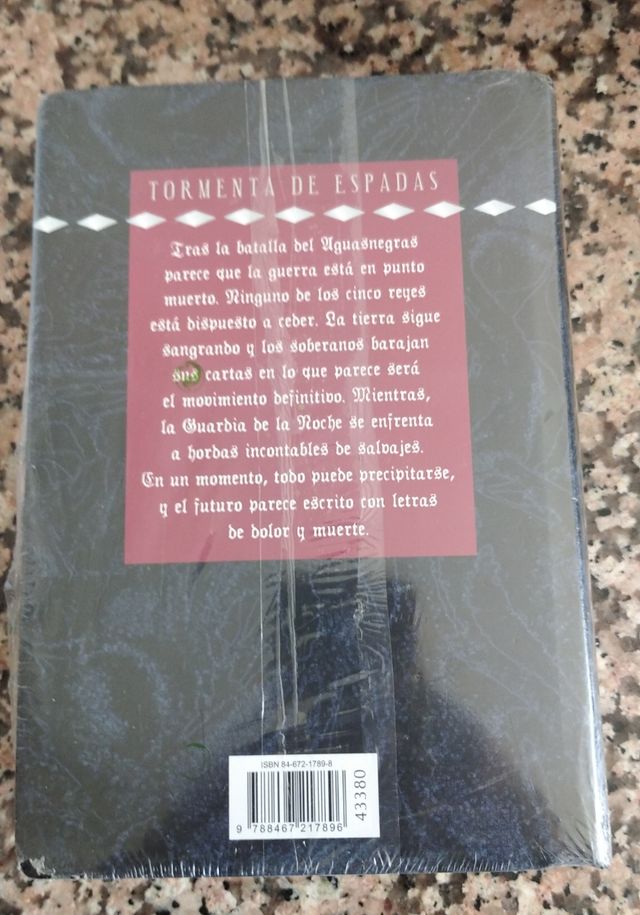 TORMENTA DE ESPADAS
Tras la batalla del Aguasnegras
parece que la guerra está en punto
muerto. Ninguno de los cinco reyes
está dispuesto a ceder. La tierra sigue
sangrando y los soberanos barajan
sus cartas en lo que parece será
el movimiento definitivo. Mientras,
la Guardia de la Noche se enfrenta
a hordas incontables de salvajes.
En un momento, todo puede precipitarse,
y el futuro parece escrito con letras
de dolor y muerte.
ISBN 84-672-1789-8
43380
9 788467 217896